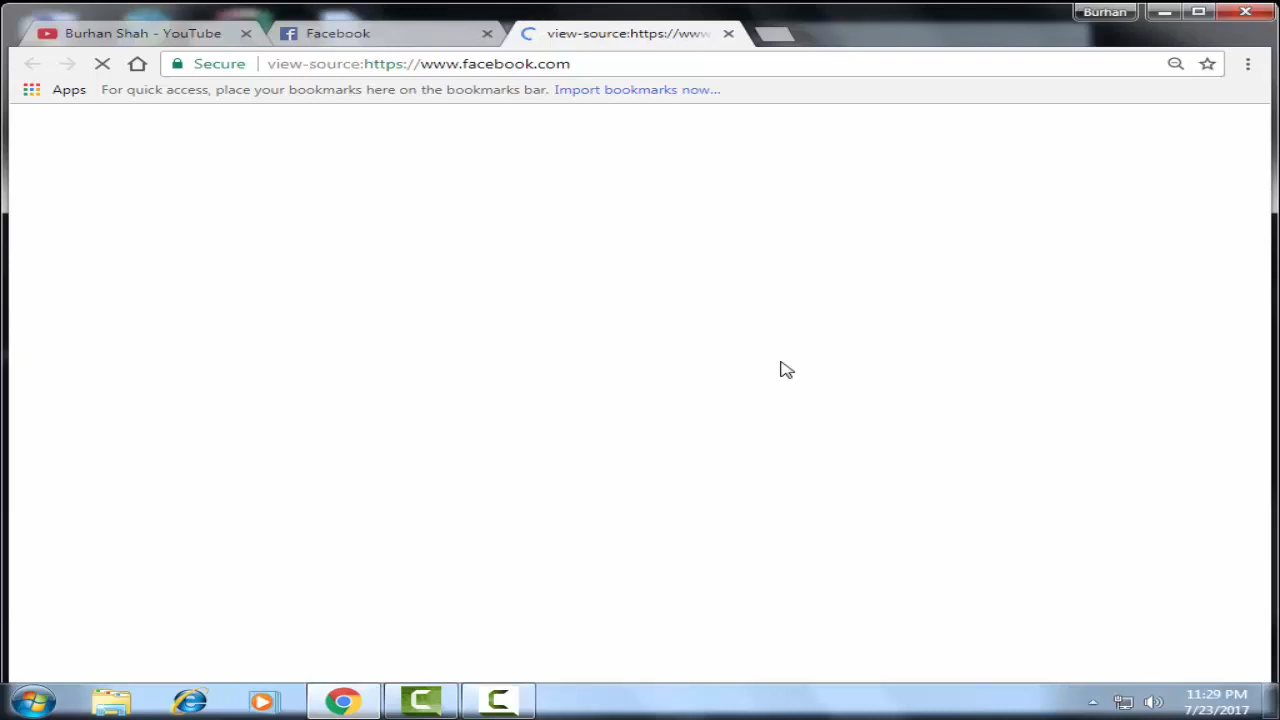 Burhan
Burhan Shah - YouTube
Facebook
view-source:https://www
Secure
view-source:https://www.facebook.com
Apps
For quick access, place your bookmarks here on the bookmarks bar.
Import bookmarks now...
11:29 PM
7/23/2017